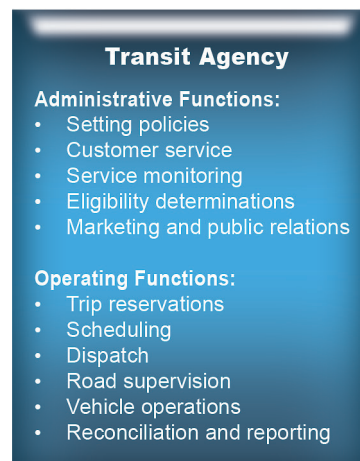 Transit Agency
Administrative Functions:
• Setting policies
• Customer service
• Service monitoring
• Eligibility determinations
• Marketing and public relations
Operating Functions:
• Trip reservations
• Scheduling
• Dispatch
• Road supervision
• Vehicle operations
• Reconciliation and reporting